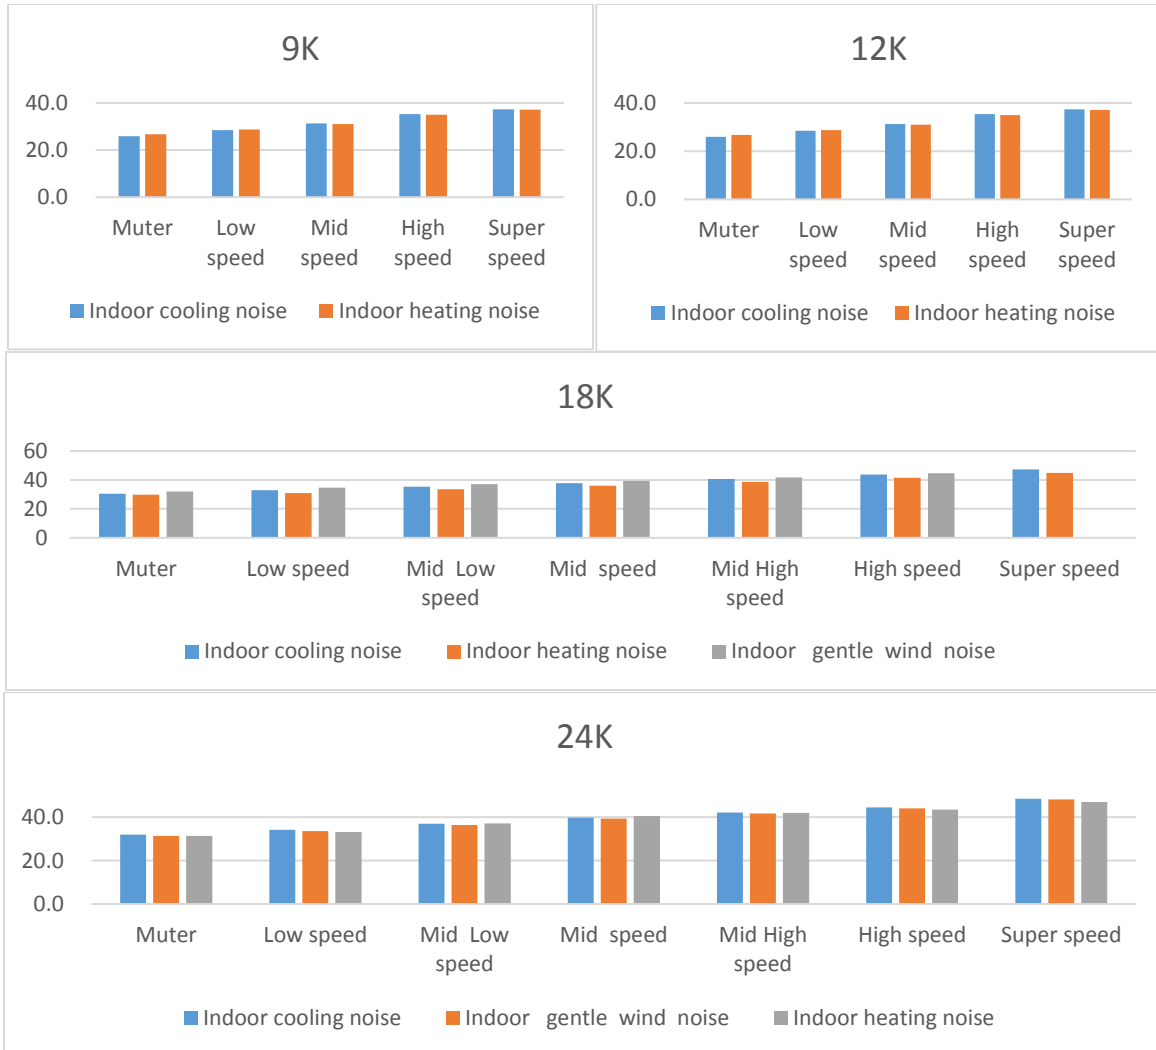 9K
40.0
20.0
0.0
Muter Low Mid High Super
speed speed speed speed
Indoor cooling noise Indoor heating noise
12K
40.0
20.0
0.0
Muter Low Mid High Super
speed speed speed speed
Indoor cooling noise Indoor heating noise
18K
60
40
20
0
Muter Low speed Mid Low Mid speed Mid High High speed Super speed
speed speed
Indoor cooling noise Indoor heating noise Indoor gentle wind noise
24K
40.0
20.0
0.0
Muter Low speed Mid Low Mid speed Mid High High speed Super speed
speed speed
Indoor cooling noise Indoor gentle wind noise Indoor heating noise